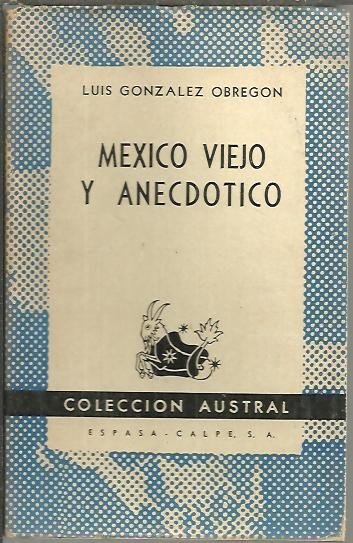 LUIS GONZALEZ OBREGON
MEXICO VIEJO
Y ANECDOTICO
COLECCION AUSTRAL
ESPASA - CALPE, S. A.